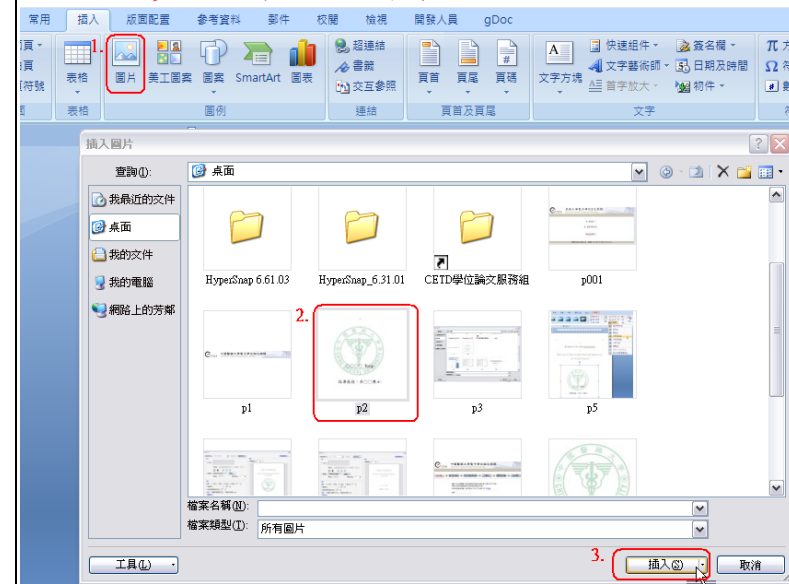 常用 插入 版面配置 參考資料 郵件 校閱 檢視 開發人員 gDoc
1.
頁
表格 圖片 美工圖案 圖案 SmartArt 圖表
超連結
書籤
交互參照
頁首 頁尾 頁碼
文字方塊
快速組件
文字藝術師
首字放大
簽名欄
日期及時間
物件
π 方
Ω 符
符號
表格 圖例 連結 頁首及頁尾 文字
插入圖片
查詢(I): 桌面
我最近的文件
桌面
我的文件
我的電腦
網路上的芳鄰
HyperSnap 6.61.03 HyperSnap_6.31.01 CETD學位論文服務組 p001
2.
p1 p2 p3 p5
檔案名稱(N):
檔案類型(T): 所有圖片
3.
工具(L) 插入(S) 取消